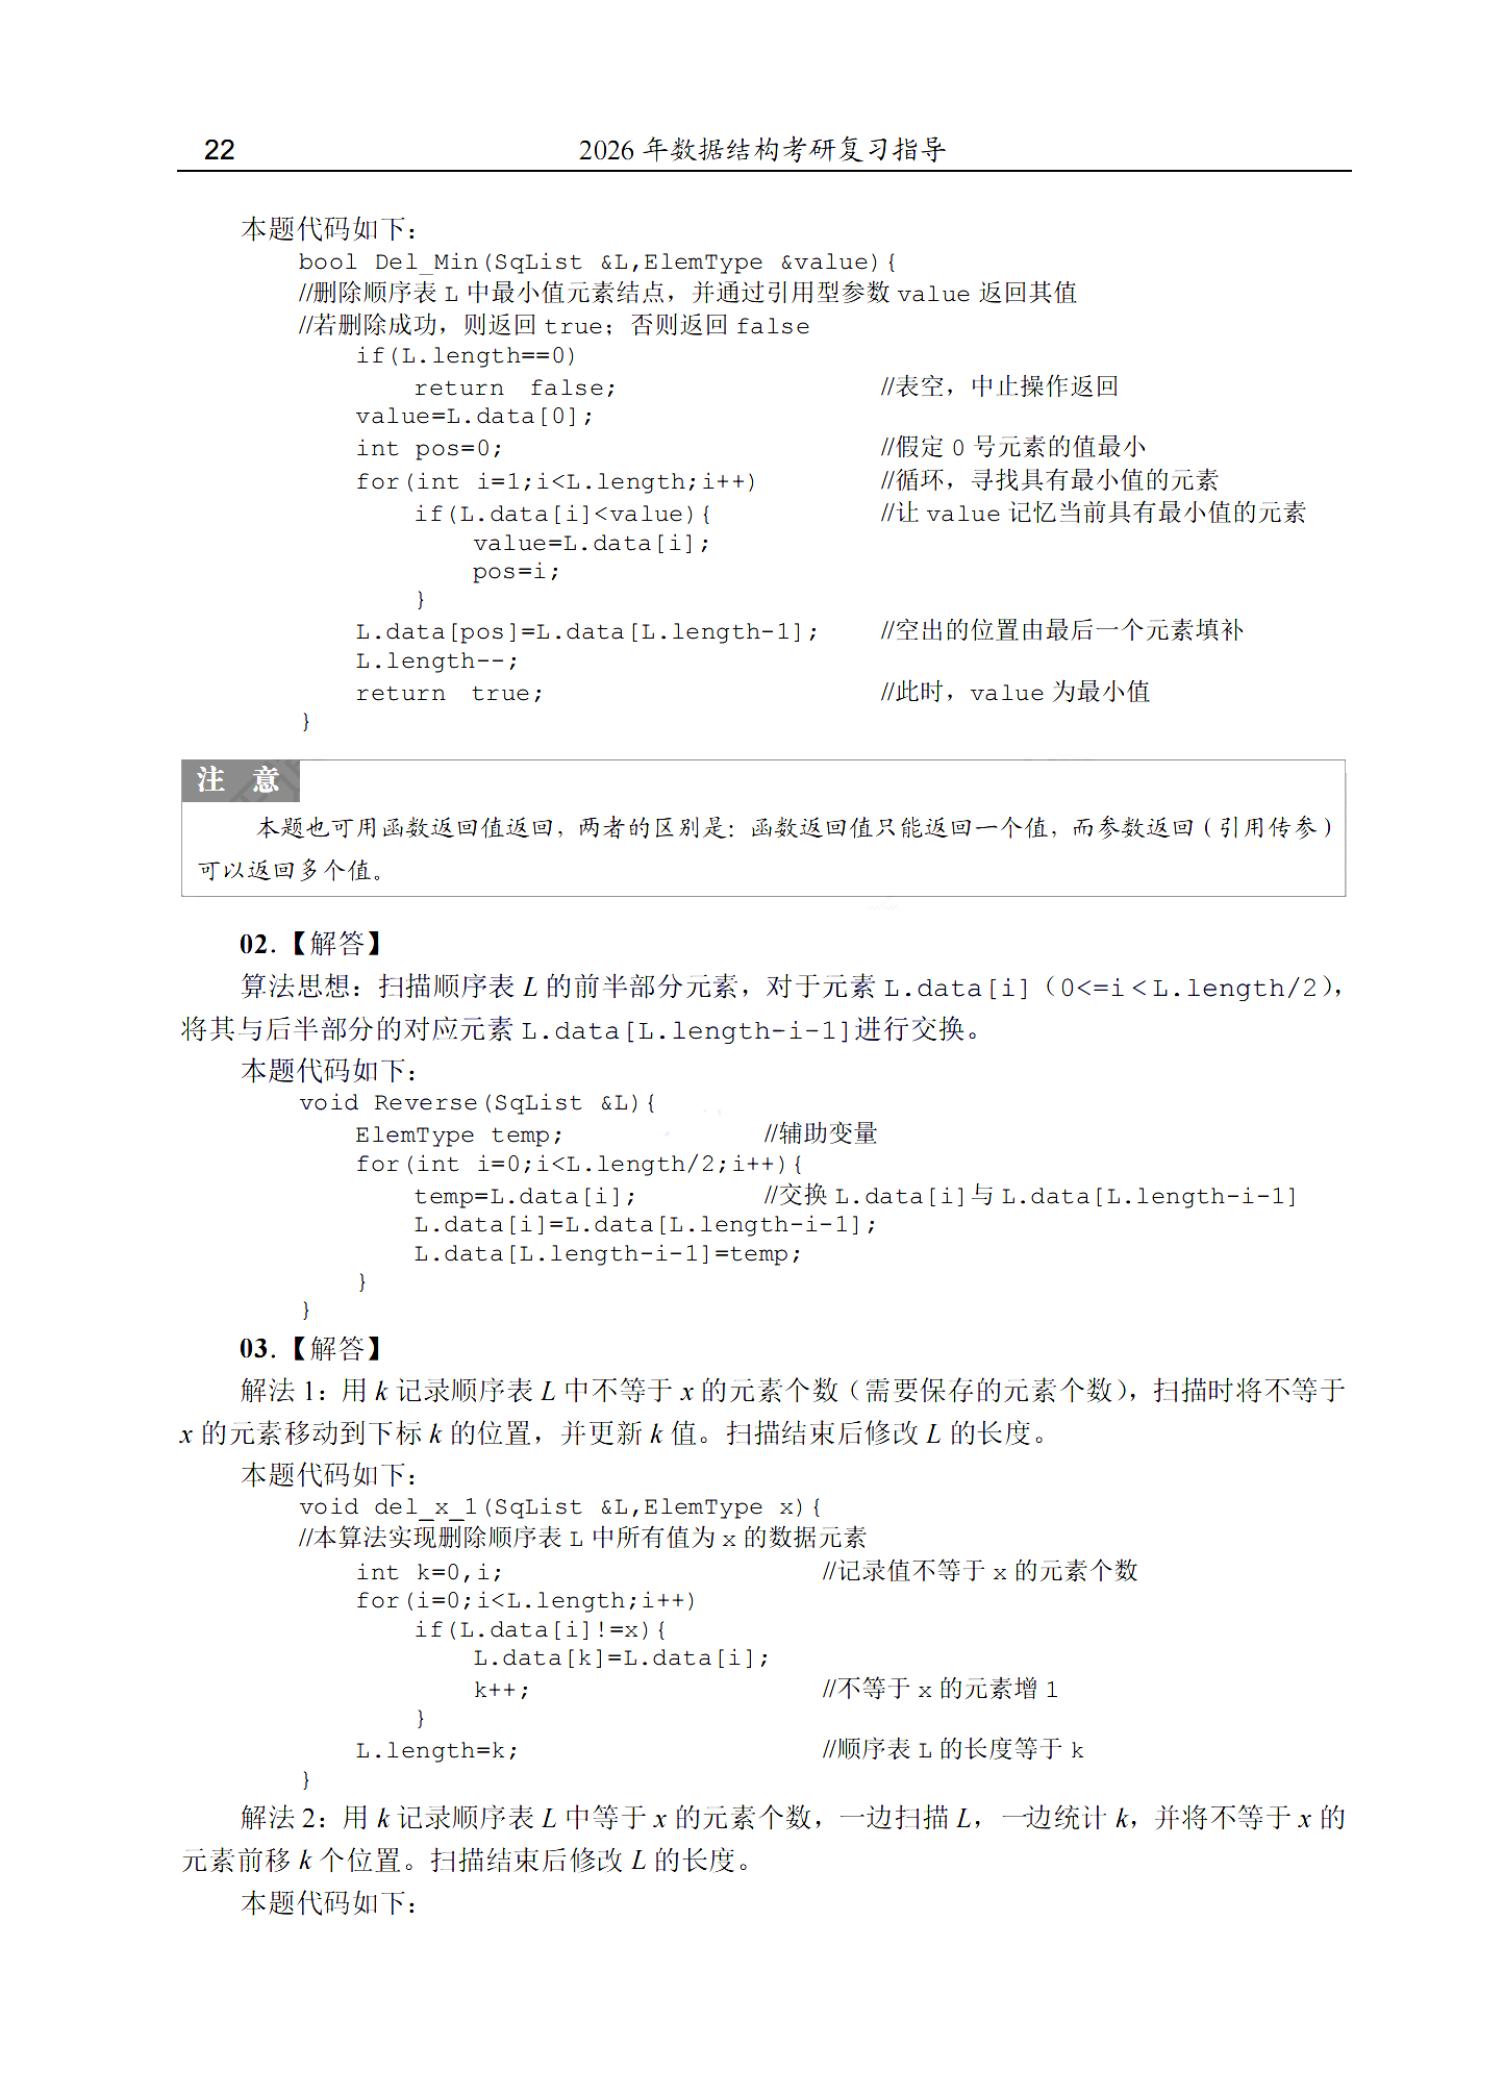 22
2026 年数据结构考研复习指导
本题代码如下：
bool Del_Min(SqList &L,ElemType &value){
//删除顺序表 L 中最小值元素结点，并通过引用型参数 value 返回其值
//若删除成功，则返回 true；否则返回 false
if(L.length==0)
return false; //表空，中止操作返回
value=L.data[0];
int pos=0; //假定 0 号元素的值最小
for(int i=1;i<L.length;i++) //循环，寻找具有最小值的元素
if(L.data[i]<value){ //让 value 记忆当前具有最小值的元素
value=L.data[i];
pos=i;
}
L.data[pos]=L.data[L.length-1]; //空出的位置由最后一个元素填补
L.length--;
return true; //此时，value 为最小值
}
注 意
本题也可用函数返回值返回，两者的区别是：函数返回值只能返回一个值，而参数返回（引用传参）
可以返回多个值。
02.【解答】
算法思想：扫描顺序表 L 的前半部分元素，对于元素 L.data[i]（0<=i<L.length/2），
将其与后半部分的对应元素 L.data[L.length-i-1]进行交换。
本题代码如下：
void Reverse(SqList &L){
ElemType temp; //辅助变量
for(int i=0;i<L.length/2;i++){
temp=L.data[i]; //交换 L.data[i]与 L.data[L.length-i-1]
L.data[i]=L.data[L.length-i-1];
L.data[L.length-i-1]=temp;
}
}
03.【解答】
解法 1：用 k 记录顺序表 L 中不等于 x 的元素个数（需要保存的元素个数），扫描时将不等于
x 的元素移动到下标 k 的位置，并更新 k 值。扫描结束后修改 L 的长度。
本题代码如下：
void del_x_1(SqList &L,ElemType x){
//本算法实现删除顺序表 L 中所有值为 x 的数据元素
int k=0,i; //记录值不等于 x 的元素个数
for(i=0;i<L.length;i++)
if(L.data[i]!=x){
L.data[k]=L.data[i];
k++; //不等于 x 的元素增 1
}
L.length=k; //顺序表 L 的长度等于 k
}
解法 2：用 k 记录顺序表 L 中等于 x 的元素个数，一边扫描 L，一边统计 k，并将不等于 x 的
元素前移 k 个位置。扫描结束后修改 L 的长度。
本题代码如下：